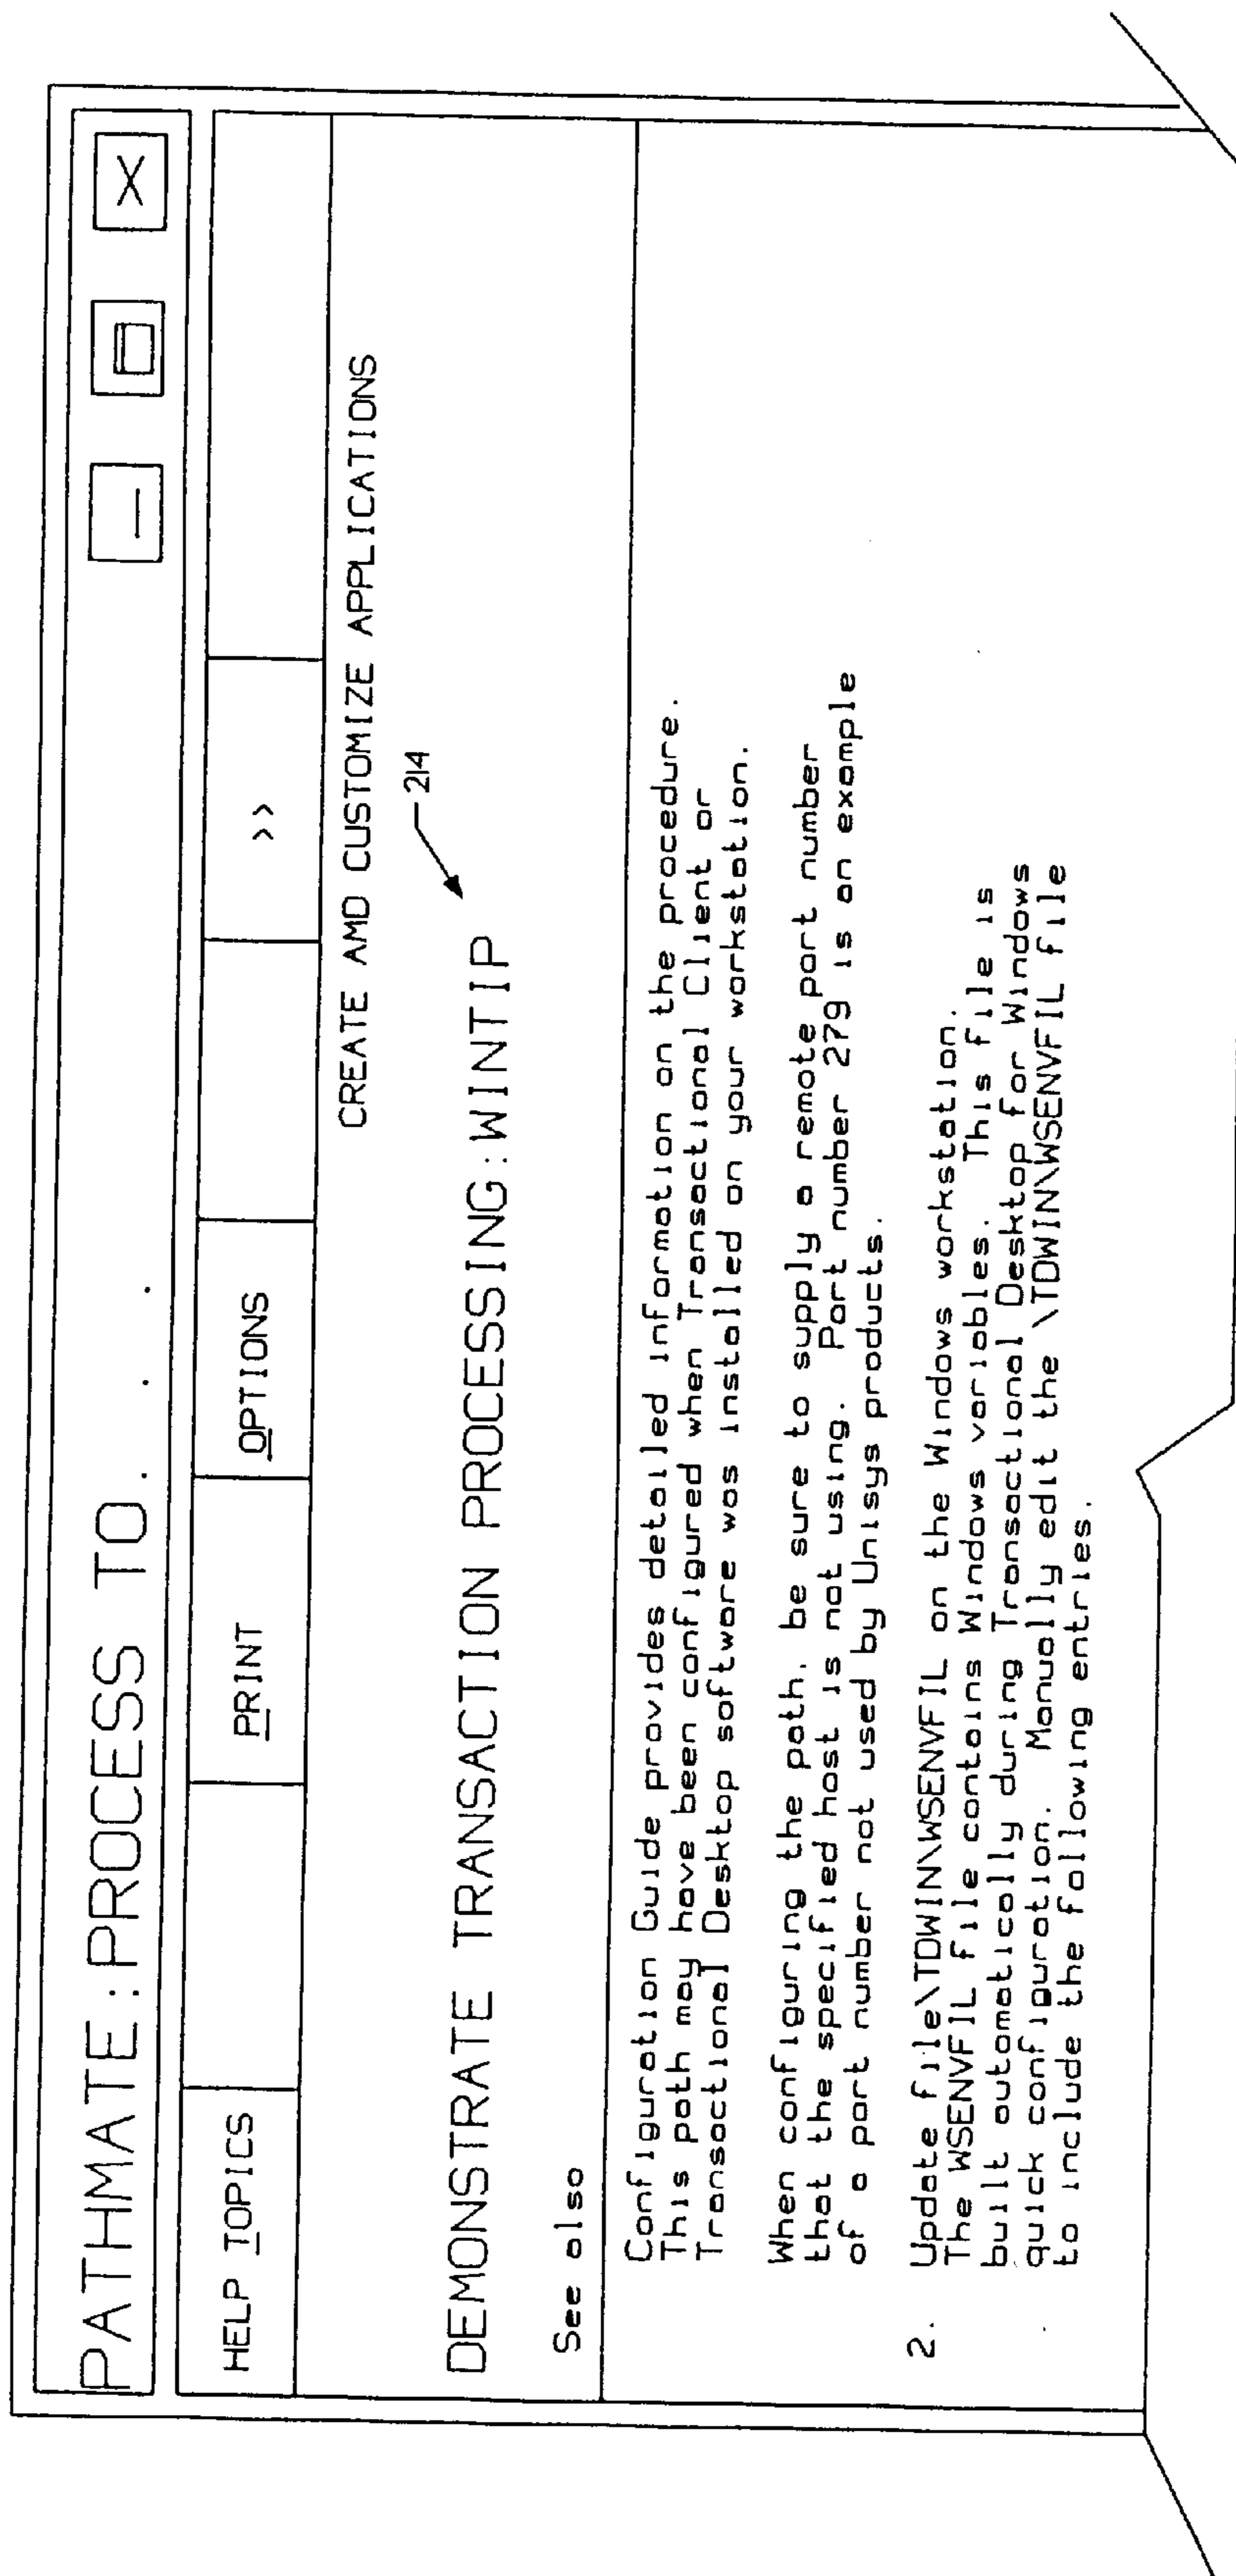 PATHMATE:PROCESS TO. . .
HELP TOPICS PRINT OPTIONS >>
CREATE AMD CUSTOMIZE APPLICATIONS
214
DEMONSTRATE TRANSACTION PROCESSING:WINTIP
See also
Configuration Guide provides detailed information on the procedure.
This path may have been configured when Transactional Client or
Transactional Desktop software was installed on your workstation.
When configuring the path, be sure to supply a remote port number
that the specified host is not using. Port number 279 is an example
of a port number not used by Unisys products.
2. Update file\TDWIN\WSENVFIL on the Windows workstation.
The WSENVFIL file contains Windows variables. This file is
built automatically during Transactional Desktop for Windows
quick configuration. Manually edit the \TDWIN\WSENVFIL file
to include the following entries.